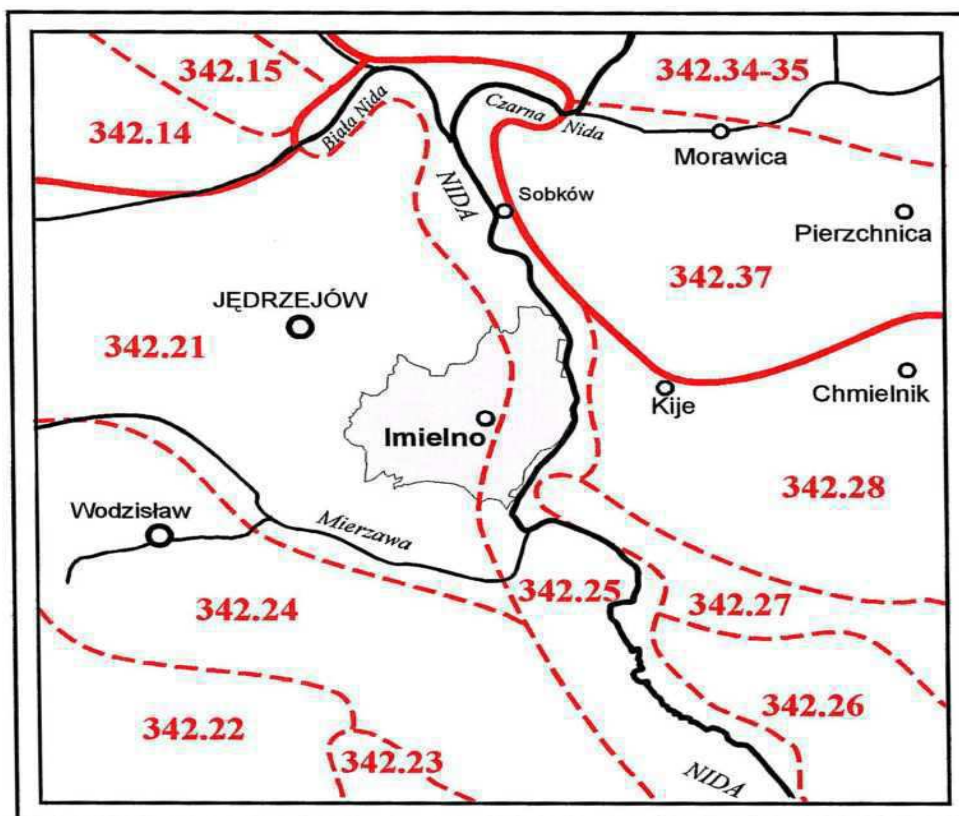 342.15
342.34-35
342.14
Biała Nida
Czarna Nida
Morawica
NIDA
Sobków
Pierzchnica
342.37
JĘDRZEJÓW
342.21
Kije
Chmielnik
Imielno
342.28
Wodzisław
Mierzawa
342.25
342.27
342.24
342.26
342.22
342.23
NIDA